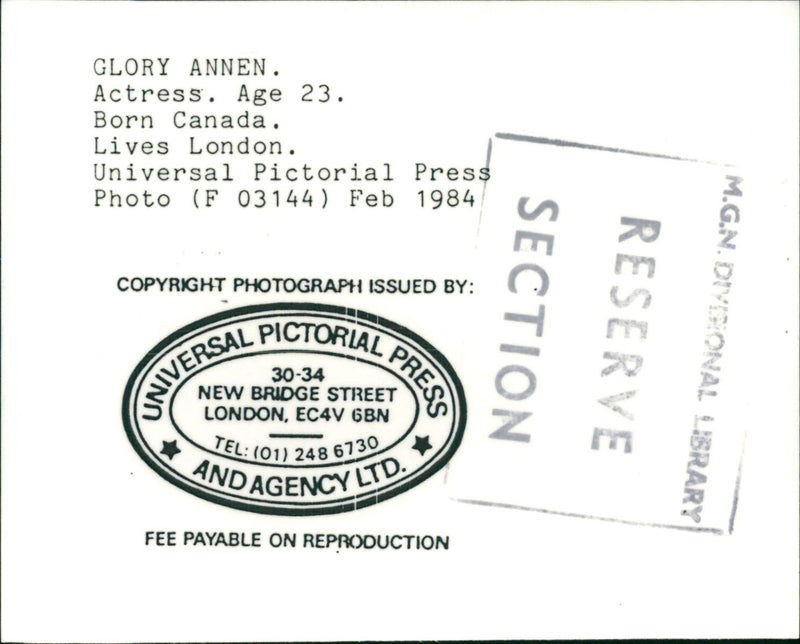 GLORY ANNEN.
Actress. Age 23.
Born Canada.
Lives London.
Universal Pictorial Press
Photo (F 03144) Feb 1984
COPYRIGHT PHOTOGRAPH ISSUED BY:
UNIVERSAL PICTORIAL PRESS
30-34
NEW BRIDGE STREET
LONDON, EC4V 6BN
TEL: (01) 248 6730
AND AGENCY LTD.
FEE PAYABLE ON REPRODUCTION
M.G.N. DIVISIONAL LIBRARY
RESERVE
SECTION